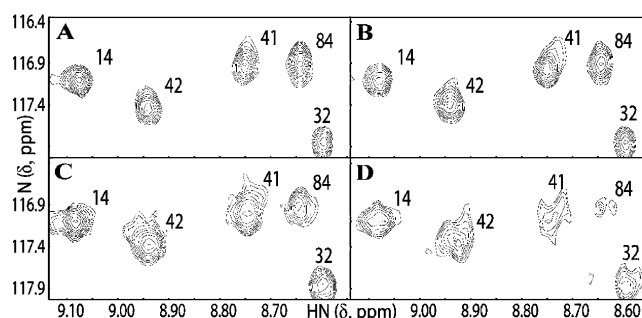 116.4 A 14 42 41 84 32 B 14 42 41 84 32
116.9
117.4
N (δ, ppm)
C 14 42 41 84 32 D 14 42 41 84 32
116.9
117.4
117.9
9.10 9.00 8.90 8.80 8.70 HN (δ, ppm) 9.00 8.90 8.80 8.70 8.60